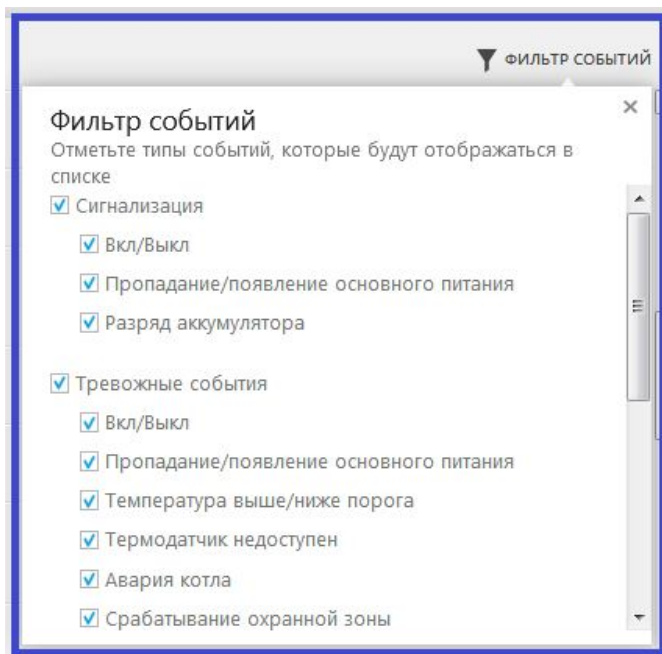 ФИЛЬТР СОБЫТИЙ
Фильтр событий
Отметьте типы событий, которые будут отображаться в
списке
Сигнализация
Вкл/Выкл
Пропадание/появление основного питания
Разряд аккумулятора
Тревожные события
Вкл/Выкл
Пропадание/появление основного питания
Температура выше/ниже порога
Термодатчик недоступен
Авария котла
Срабатывание охранной зоны